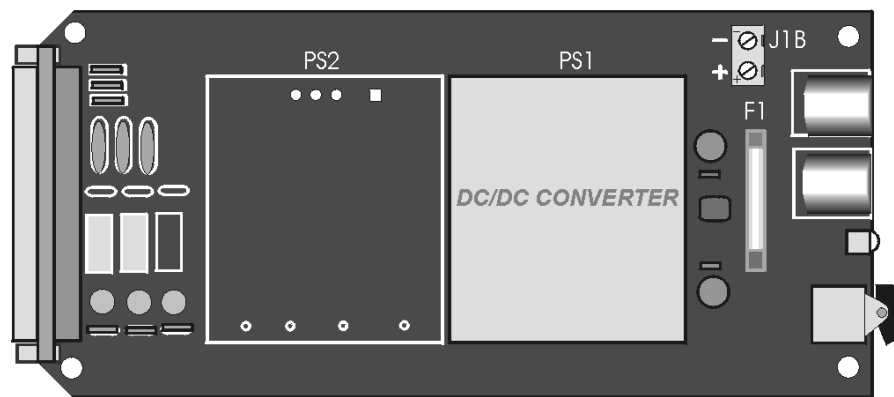 J1B
−
+
PS2
PS1
F1
DC/DC CONVERTER